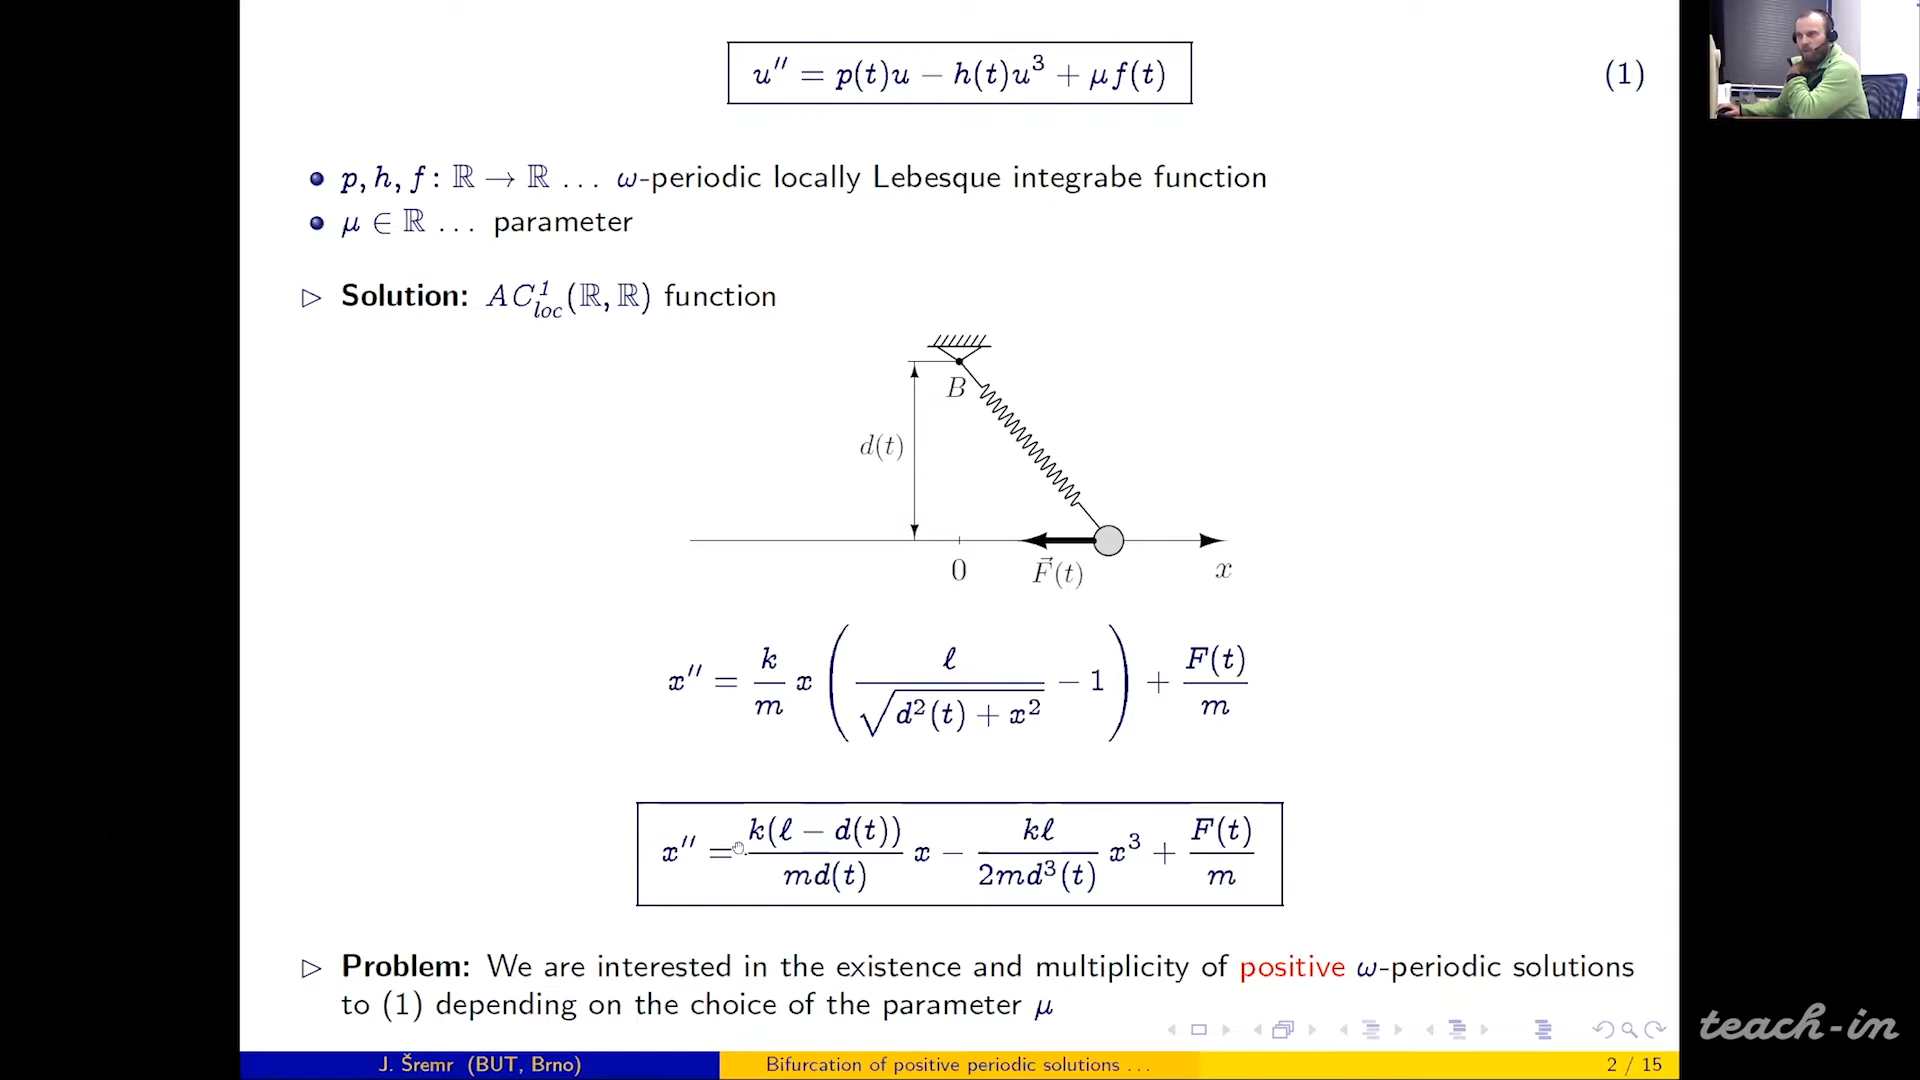 u'' = p(t)u − h(t)u³ + μf(t) (1)
• p, h, f : ℝ → ℝ ... ω-periodic locally Lebesque integrabe function
• μ ∈ ℝ ... parameter
▷ Solution: AC¹_loc(ℝ, ℝ) function
B
d(t)
0 F⃗(t) x
x'' = k/m x ( ℓ/√(d²(t) + x²) − 1 ) + F(t)/m
x'' = k(ℓ − d(t))/md(t) x − kℓ/2md³(t) x³ + F(t)/m
▷ Problem: We are interested in the existence and multiplicity of positive ω-periodic solutions
to (1) depending on the choice of the parameter μ
teach-in
J. Šremr (BUT, Brno) Bifurcation of positive periodic solutions ... 2 / 15